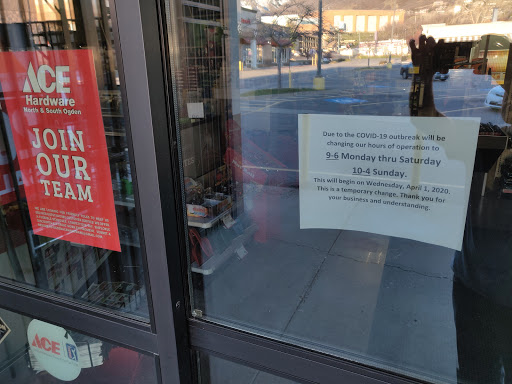 ACE
Hardware
North & South Ogden
JOIN
OUR
TEAM
Due to the COVID-19 outbreak will be
changing our hours of operation to
9-6 Monday thru Saturday
10-4 Sunday.
This will begin on Wednesday, April 1, 2020.
This is a temporary change. Thank you for
your business and understanding.
ACE